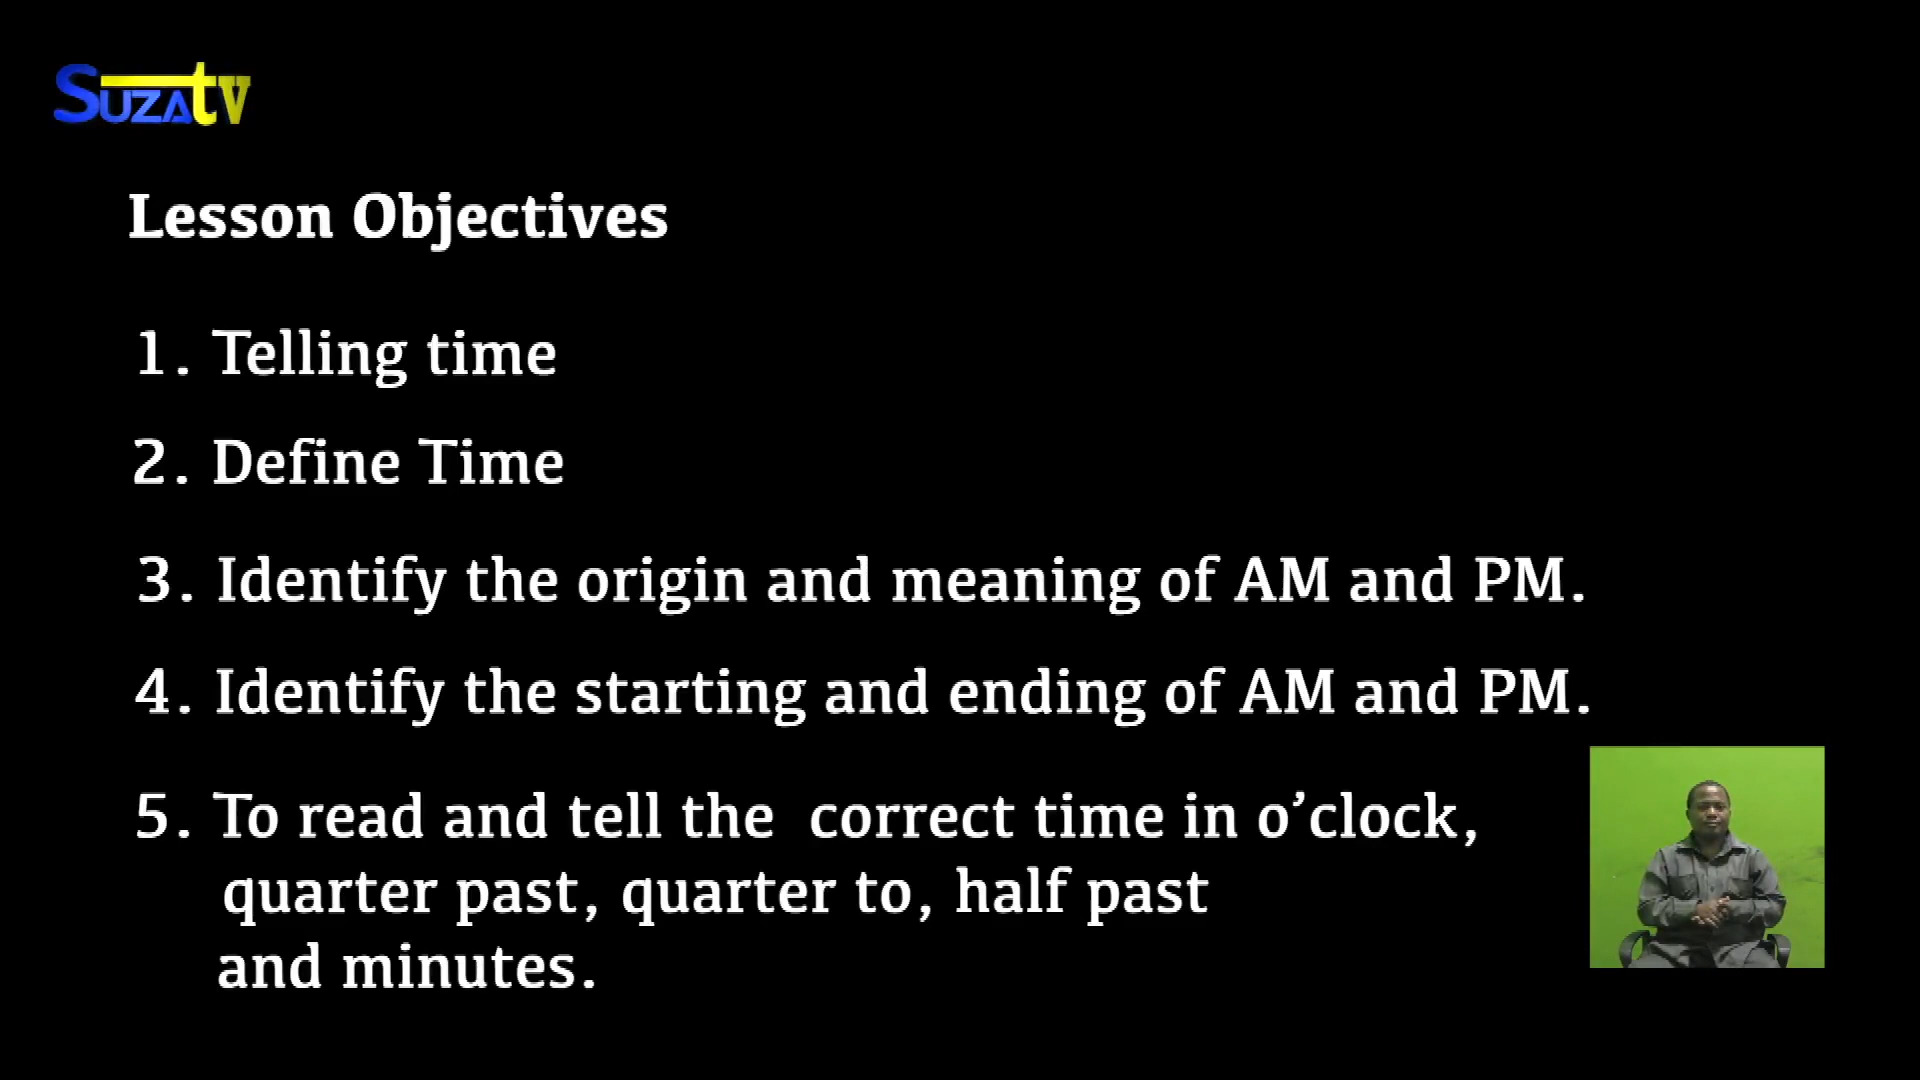 SUZAtv
Lesson Objectives
1. Telling time
2. Define Time
3. Identify the origin and meaning of AM and PM.
4. Identify the starting and ending of AM and PM.
5. To read and tell the correct time in o’clock,
quarter past, quarter to, half past
and minutes.